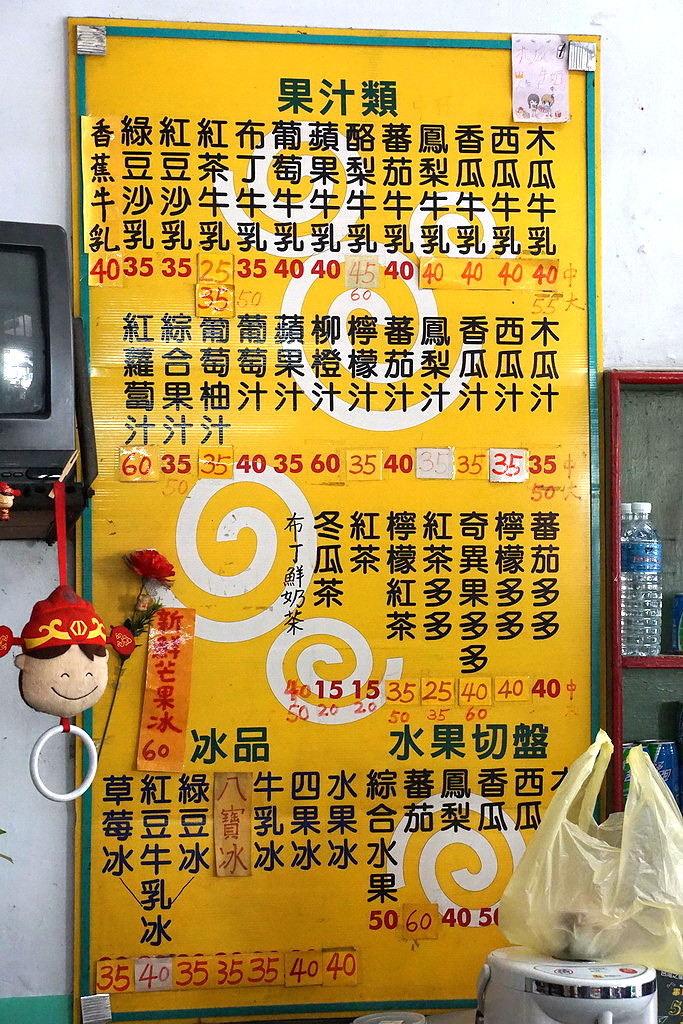 果汁類
木瓜牛乳
西瓜牛乳
香瓜牛乳
鳳梨牛乳
蕃茄牛乳
酪梨牛乳
蘋果牛乳
葡萄牛乳
布丁牛乳
紅茶牛乳
紅豆沙乳
綠豆沙乳
香蕉牛乳
40 35 35 25 35 40 40 45 40 40 40 40 40 中
35 50 60 55 大
木瓜汁
西瓜汁
香瓜汁
鳳梨汁
蕃茄汁
檸檬汁
柳橙汁
蘋果汁
葡萄汁
葡萄柚汁
綜合果汁
紅蘿蔔汁
60 35 35 40 35 60 35 40 35 35 35 35 中
50 50 大
蕃茄多多
檸檬多多
奇異果多多
紅茶多多
檸檬紅茶
紅茶
冬瓜茶
布丁鮮奶茶
40 15 15 35 25 40 40 40 中
50 20 20 50 35 60
新鮮芒果冰
60
水果切盤
西瓜
香瓜
鳳梨
蕃茄
綜合水果
50 60 40 50
冰品
水果冰
四果冰
牛乳冰
八寶冰
綠豆冰
紅豆牛乳冰
草莓冰
35 40 35 35 35 40 40